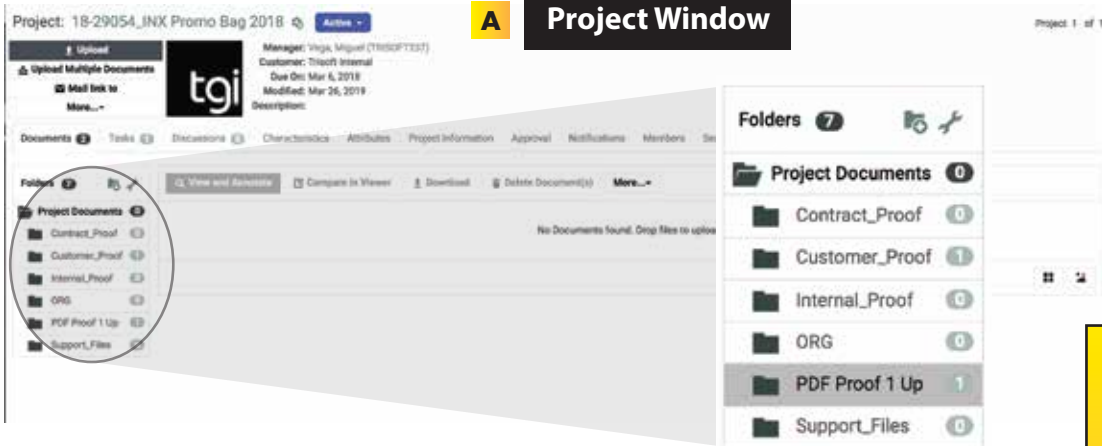 Project: 18-29054_INX Promo Bag 2018 Active
A Project Window
Project 1 of 1
Upload
Upload Multiple Documents
Mail link to
More...
tgi
Manager: Vega, Miguel (TRISOFTTEST)
Customer: Trisoft Internal
Due On: Mar 6, 2018
Modified: Mar 26, 2019
Description:
Documents Tasks Discussions Characteristics Attributes Project Information Approval Notifications Members
Folders
View and Annotate Compare in Viewer Download Delete Document(s) More...
Project Documents
Contract_Proof
Customer_Proof
Internal_Proof
ORG
PDF Proof 1 Up
Support_Files
No Documents found. Drop files to
Folders 7
Project Documents 0
Contract_Proof 0
Customer_Proof 1
Internal_Proof 0
ORG 0
PDF Proof 1 Up 1
Support_Files 0